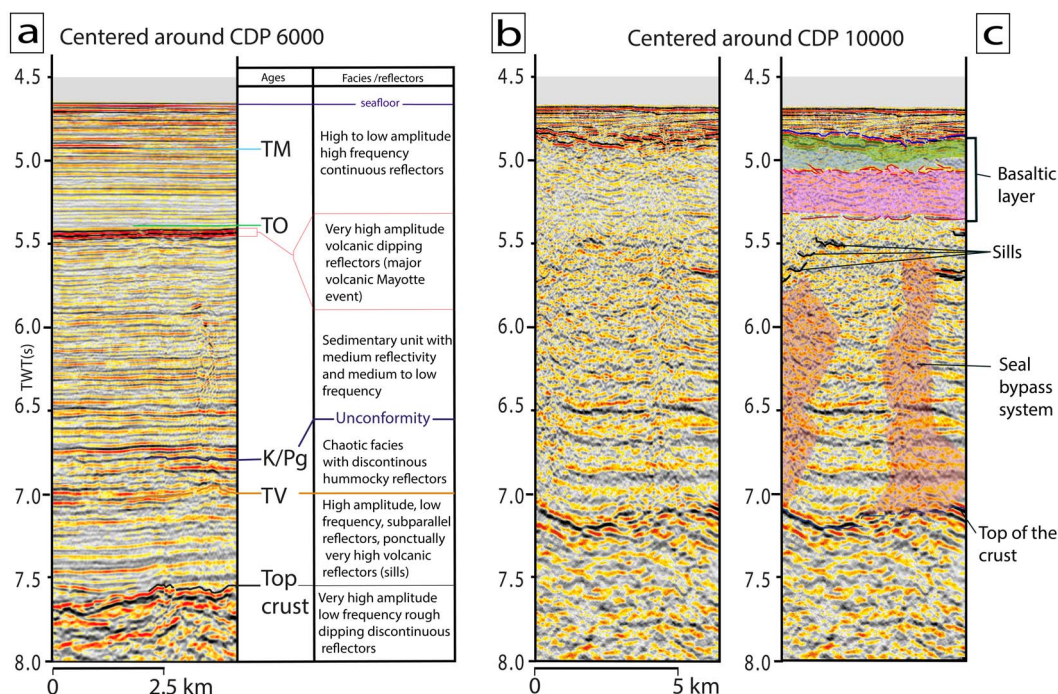 a
Centered around CDP 6000
b
Centered around CDP 10000
c
4.5
5.0
5.5
6.0
6.5
7.0
7.5
8.0
TWT(s)
0
2.5 km
Ages
Facies /reflectors
seafloor
TM
High to low amplitude
high frequency
continuous reflectors
TO
Very high amplitude
volcanic dipping
reflectors (major
volcanic Mayotte
event)
Sedimentary unit with
medium reflectivity
and medium to low
frequency
Unconformity
K/Pg
Chaotic facies
with discontinous
hummocky reflectors
TV
High amplitude, low
frequency, subparallel
reflectors, ponctually
very high volcanic
reflectors (sills)
Top
crust
Very high amplitude
low frequency rough
dipping discontinuous
reflectors
4.5
5.0
5.5
6.0
6.5
7.0
7.5
8.0
0
5 km
4.5
5.0
5.5
6.0
6.5
7.0
7.5
8.0
Basaltic
layer
Sills
Seal
bypass
system
Top of the
crust